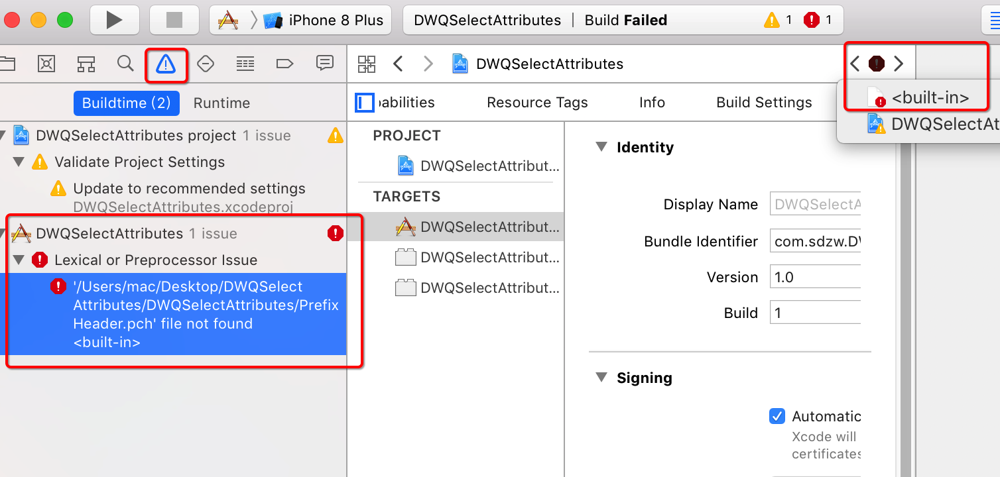 iPhone 8 Plus
DWQSelectAttributes | Build Failed
1
1
DWQSelectAttributes
<built-in>
DWQSelectAt
Buildtime (2)
Runtime
abilities
Resource Tags
Info
Build Settings
DWQSelectAttributes project 1 issue
Validate Project Settings
Update to recommended settings
DWQSelectAttributes.xcodeproj
DWQSelectAttributes 1 issue
Lexical or Preprocessor Issue
'/Users/mac/Desktop/DWQSelect
Attributes/DWQSelectAttributes/Prefix
Header.pch' file not found
<built-in>
PROJECT
DWQSelectAttribut...
TARGETS
DWQSelectAttribut...
DWQSelectAttribut...
DWQSelectAttribut...
Identity
Display Name
DWQSelectA
Bundle Identifier
com.sdzw.DW
Version
1.0
Build
1
Signing
Automatic
Xcode will
certificates